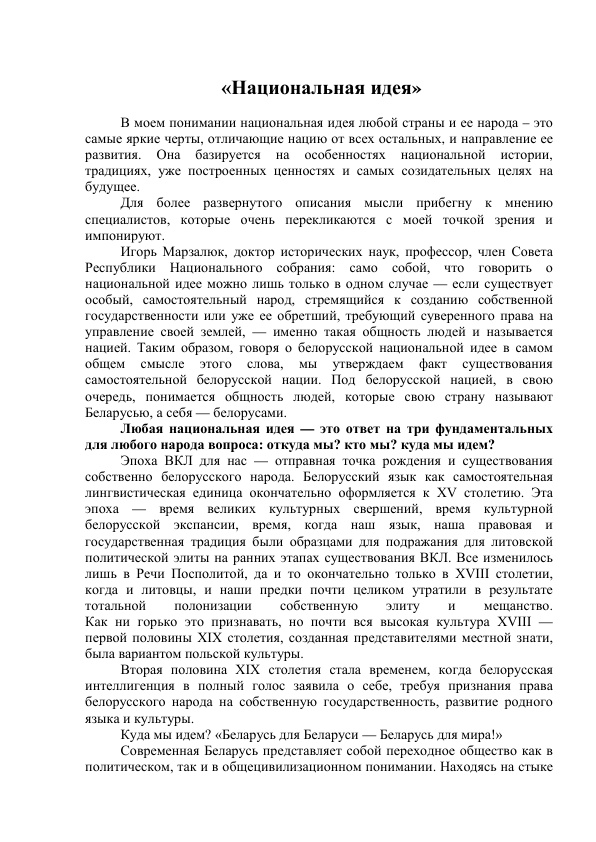 «Национальная идея»
В моем понимании национальная идея любой страны и ее народа – это
самые яркие черты, отличающие нацию от всех остальных, и направление ее
развития. Она базируется на особенностях национальной истории,
традициях, уже построенных ценностях и самых созидательных целях на
будущее.
Для более развернутого описания мысли прибегну к мнению
специалистов, которые очень перекликаются с моей точкой зрения и
импонируют.
Игорь Марзалюк, доктор исторических наук, профессор, член Совета
Республики Национального собрания: само собой, что говорить о
национальной идее можно лишь только в одном случае — если существует
особый, самостоятельный народ, стремящийся к созданию собственной
государственности или уже ее обретший, требующий суверенного права на
управление своей землей, — именно такая общность людей и называется
нацией. Таким образом, говоря о белорусской национальной идее в самом
общем смысле этого слова, мы утверждаем факт существования
самостоятельной белорусской нации. Под белорусской нацией, в свою
очередь, понимается общность людей, которые свою страну называют
Беларусью, а себя — белорусами.
Любая национальная идея — это ответ на три фундаментальных
для любого народа вопроса: откуда мы? кто мы? куда мы идем?
Эпоха ВКЛ для нас — отправная точка рождения и существования
собственно белорусского народа. Белорусский язык как самостоятельная
лингвистическая единица окончательно оформляется к XV столетию. Эта
эпоха — время великих культурных свершений, время культурной
белорусской экспансии, время, когда наш язык, наша правовая и
государственная традиция были образцами для подражания для литовской
политической элиты на ранних этапах существования ВКЛ. Все изменилось
лишь в Речи Посполитой, да и то окончательно только в XVIII столетии,
когда и литовцы, и наши предки почти целиком утратили в результате
тотальной полонизации собственную элиту и мещанство.
Как ни горько это признавать, но почти вся высокая культура XVIII —
первой половины XIX столетия, созданная представителями местной знати,
была вариантом польской культуры.
Вторая половина XIX столетия стала временем, когда белорусская
интеллигенция в полный голос заявила о себе, требуя признания права
белорусского народа на собственную государственность, развитие родного
языка и культуры.
Куда мы идем? «Беларусь для Беларуси — Беларусь для мира!»
Современная Беларусь представляет собой переходное общество как в
политическом, так и в общецивилизационном понимании. Находясь на стыке